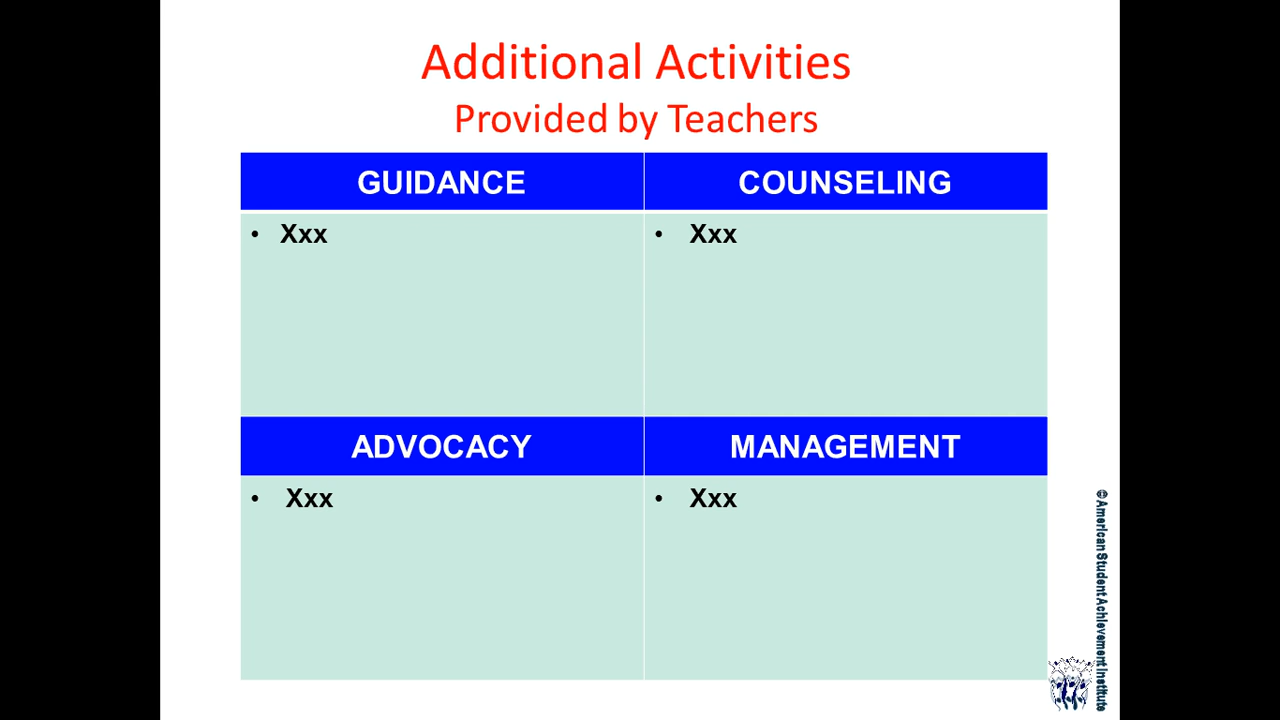 Additional Activities
Provided by Teachers
GUIDANCE
COUNSELING
• Xxx
• Xxx
ADVOCACY
MANAGEMENT
• Xxx
• Xxx
© American Student Achievement Institute